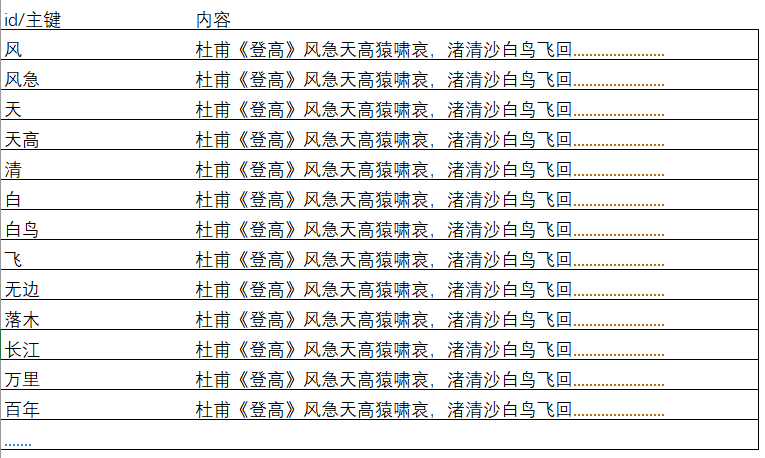 id/主键 内容
风 杜甫《登高》风急天高猿啸哀，渚清沙白鸟飞回......................
风急 杜甫《登高》风急天高猿啸哀，渚清沙白鸟飞回......................
天 杜甫《登高》风急天高猿啸哀，渚清沙白鸟飞回......................
天高 杜甫《登高》风急天高猿啸哀，渚清沙白鸟飞回......................
清 杜甫《登高》风急天高猿啸哀，渚清沙白鸟飞回......................
白 杜甫《登高》风急天高猿啸哀，渚清沙白鸟飞回......................
白鸟 杜甫《登高》风急天高猿啸哀，渚清沙白鸟飞回......................
飞 杜甫《登高》风急天高猿啸哀，渚清沙白鸟飞回......................
无边 杜甫《登高》风急天高猿啸哀，渚清沙白鸟飞回......................
落木 杜甫《登高》风急天高猿啸哀，渚清沙白鸟飞回......................
长江 杜甫《登高》风急天高猿啸哀，渚清沙白鸟飞回......................
万里 杜甫《登高》风急天高猿啸哀，渚清沙白鸟飞回......................
百年 杜甫《登高》风急天高猿啸哀，渚清沙白鸟飞回......................
.......